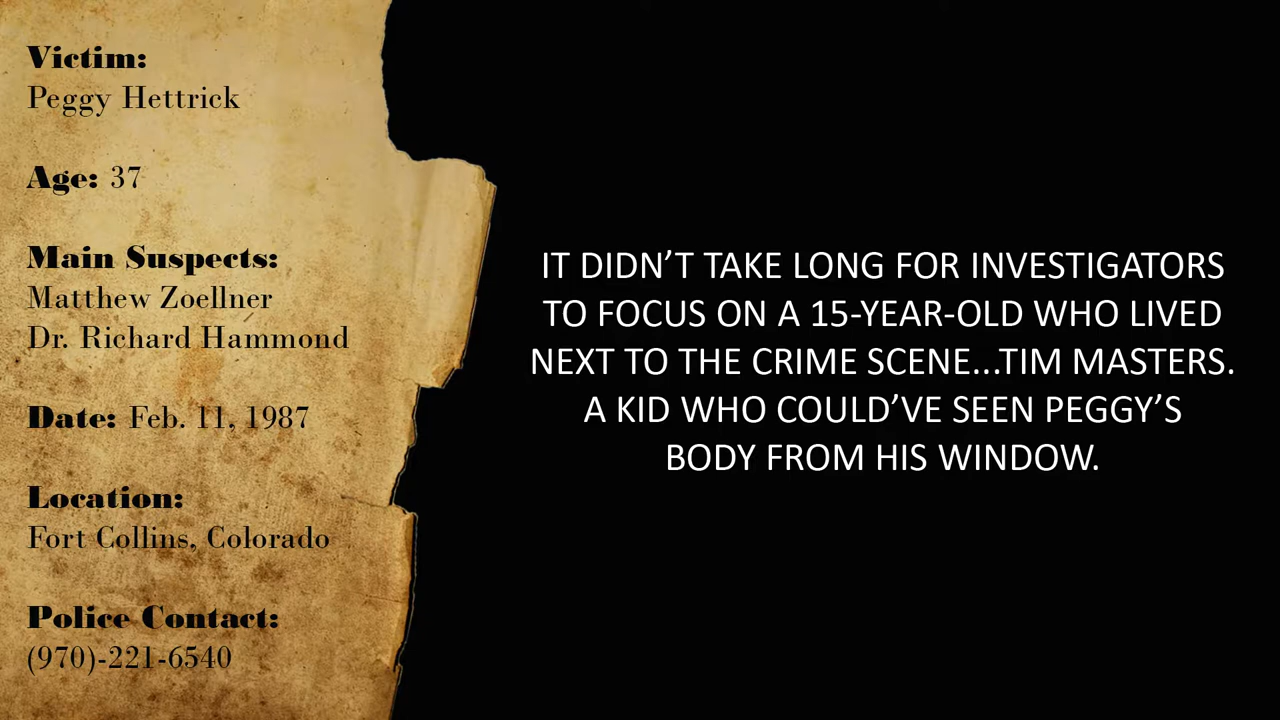 Victim:
Peggy Hettrick
Age: 37
Main Suspects:
Matthew Zoellner
Dr. Richard Hammond
Date: Feb. 11, 1987
Location:
Fort Collins, Colorado
Police Contact:
(970)-221-6540
IT DIDN’T TAKE LONG FOR INVESTIGATORS
TO FOCUS ON A 15-YEAR-OLD WHO LIVED
NEXT TO THE CRIME SCENE...TIM MASTERS.
A KID WHO COULD’VE SEEN PEGGY’S
BODY FROM HIS WINDOW.